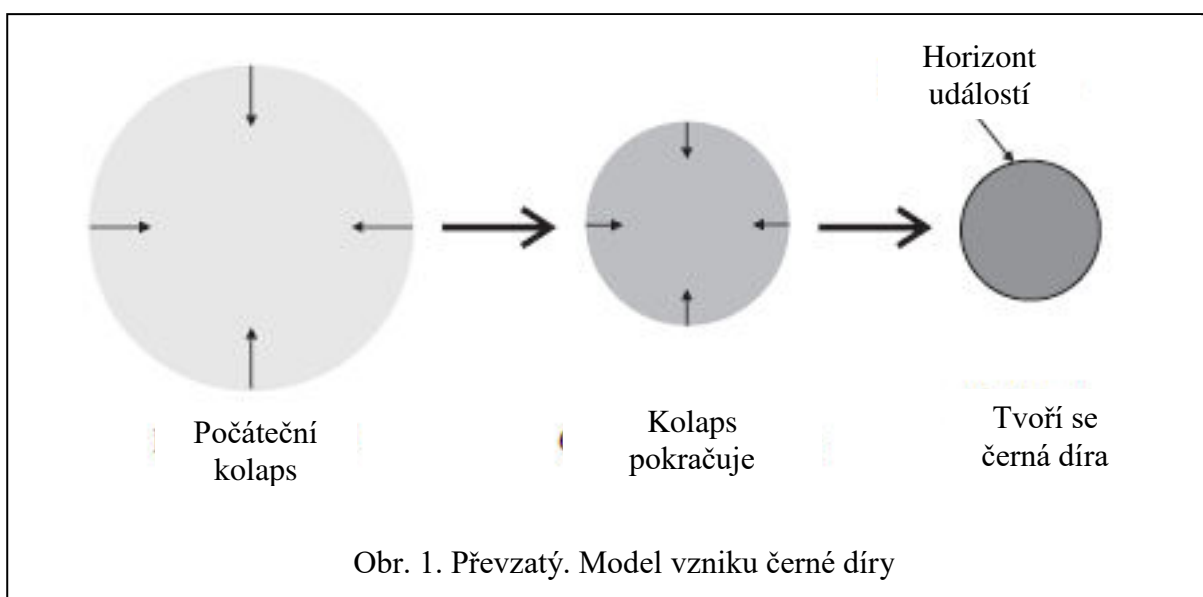 Horizont
událostí
Počáteční
kolaps
Kolaps
pokračuje
Tvoří se
černá díra
Obr. 1. Převzatý. Model vzniku černé díry